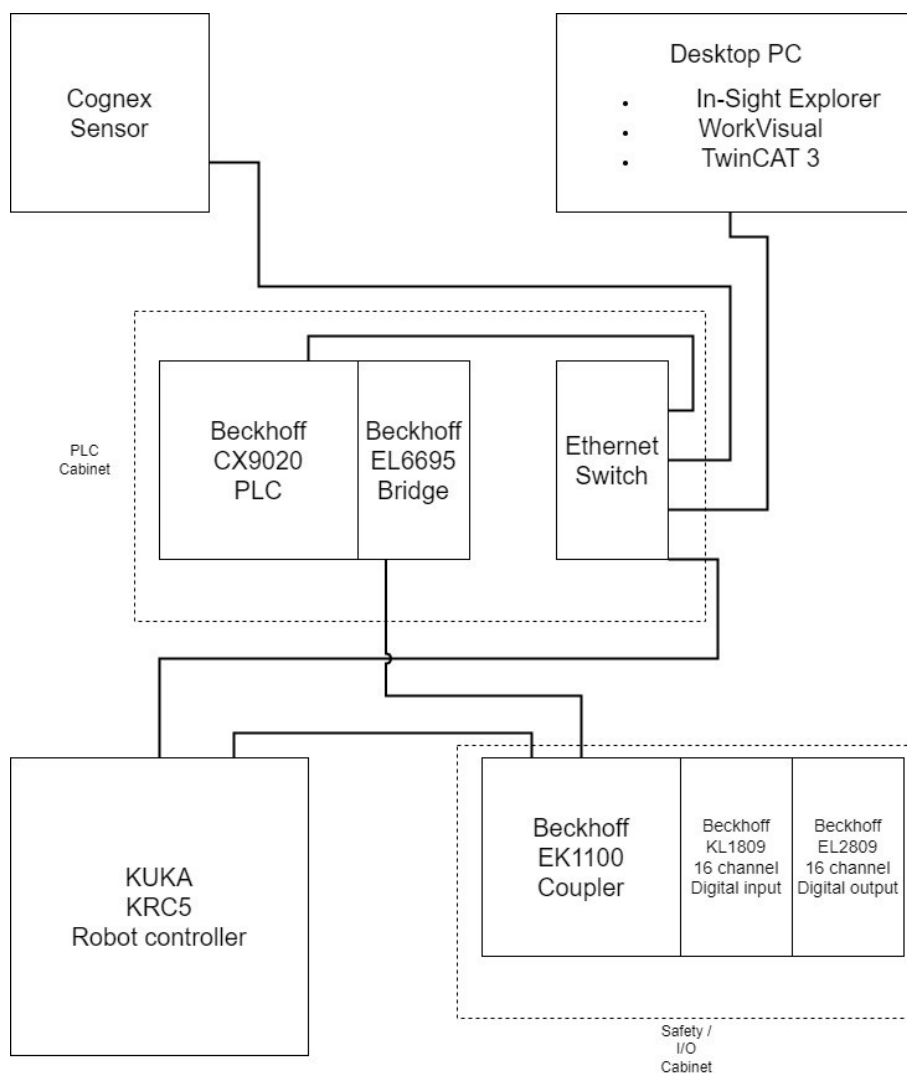 Cognex
Sensor
Desktop PC
• In-Sight Explorer
• WorkVisual
• TwinCAT 3
PLC
Cabinet
Beckhoff
CX9020
PLC
Beckhoff
EL6695
Bridge
Ethernet
Switch
KUKA
KRC5
Robot controller
Beckhoff
EK1100
Coupler
Beckhoff
KL1809
16 channel
Digital input
Beckhoff
EL2809
16 channel
Digital output
Safety /
I/O
Cabinet